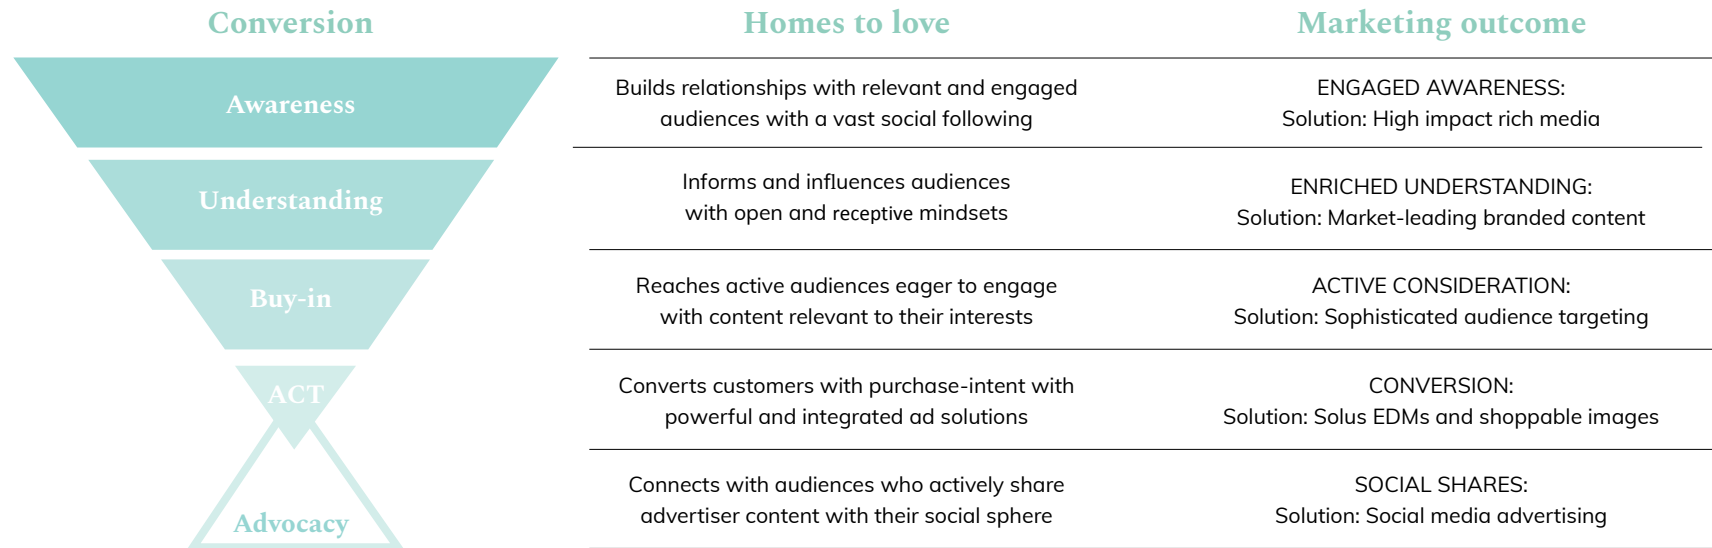 Conversion
Homes to love
Marketing outcome
Awareness
Builds relationships with relevant and engaged
audiences with a vast social following
ENGAGED AWARENESS:
Solution: High impact rich media
Understanding
Informs and influences audiences
with open and receptive mindsets
ENRICHED UNDERSTANDING:
Solution: Market-leading branded content
Buy-in
Reaches active audiences eager to engage
with content relevant to their interests
ACTIVE CONSIDERATION:
Solution: Sophisticated audience targeting
ACT
Converts customers with purchase-intent with
powerful and integrated ad solutions
CONVERSION:
Solution: Solus EDMs and shoppable images
Advocacy
Connects with audiences who actively share
advertiser content with their social sphere
SOCIAL SHARES:
Solution: Social media advertising